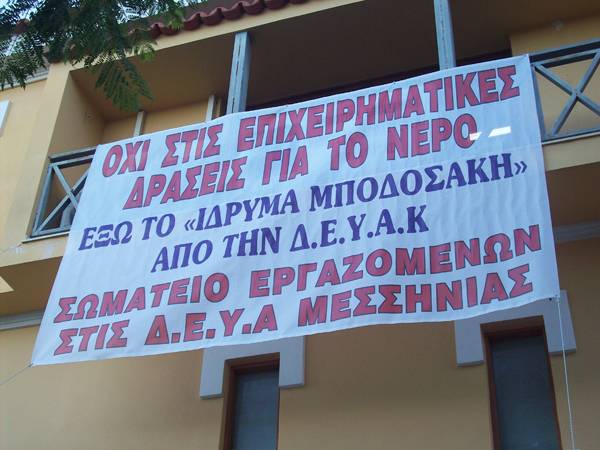 ΟΧΙ ΣΤΙΣ ΕΠΙΧΕΙΡΗΜΑΤΙΚΕΣ
ΔΡΑΣΕΙΣ ΓΙΑ ΤΟ ΝΕΡΟ
ΕΞΩ ΤΟ «ΙΔΡΥΜΑ ΜΠΟΔΟΣΑΚΗ»
ΑΠΟ ΤΗΝ Δ.Ε.Υ.Α.Κ
ΣΩΜΑΤΕΙΟ ΕΡΓΑΖΟΜΕΝΩΝ
ΣΤΙΣ Δ.Ε.Υ.Α ΜΕΣΣΗΝΙΑΣ